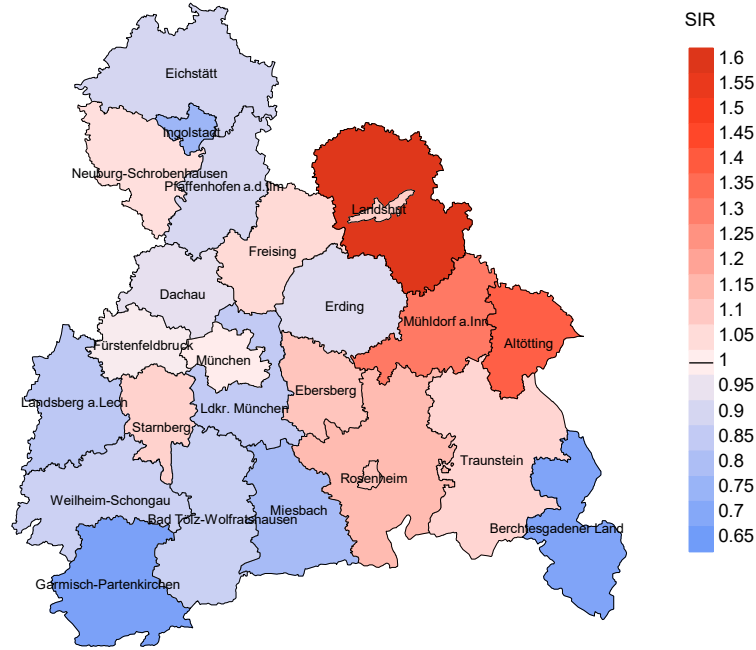 SIR
Eichstätt
Ingolstadt
Neuburg-Schrobenhausen
Pfaffenhofen a.d.Ilm
Landshut
Freising
Dachau
Erding
Mühldorf a.Inn
Altötting
Fürstenfeldbruck
München
Ebersberg
Landsberg a.Lech
Ldkr. München
Starnberg
Traunstein
Rosenheim
Weilheim-Schongau
Miesbach
Bad Tölz-Wolfratshausen
Berchtesgadener Land
Garmisch-Partenkirchen
1.6
1.55
1.5
1.45
1.4
1.35
1.3
1.25
1.2
1.15
1.1
1.05
1
0.95
0.9
0.85
0.8
0.75
0.7
0.65